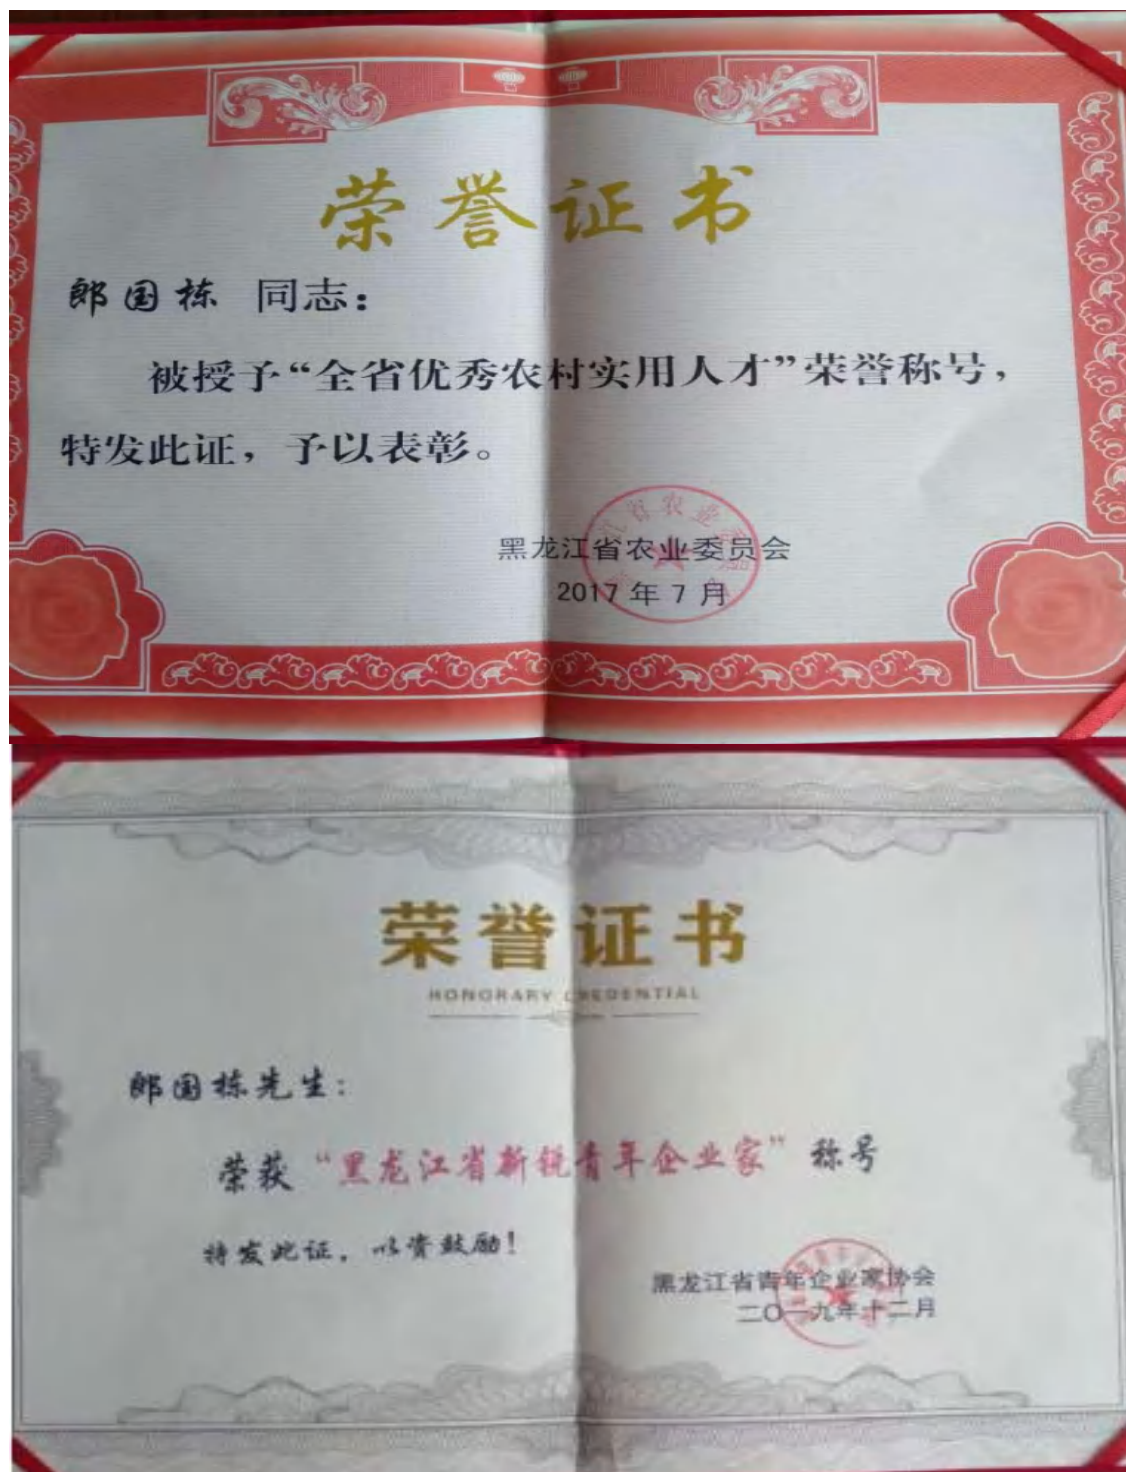 荣誉证书
郎国栋 同志：
被授予“全省优秀农村实用人才”荣誉称号，
特发此证，予以表彰。
黑龙江省农业委员会
2017 年 7 月
荣誉证书
HONORARY CREDENTIAL
郎国栋先生：
荣获“黑龙江省新锐青年企业家”称号
特发此证，以资鼓励！
黑龙江省青年企业家协会
二〇一九年十二月